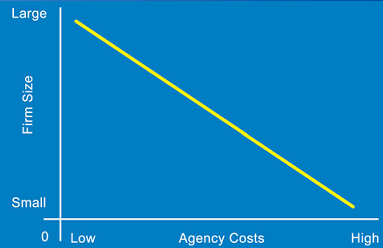 Large
Firm Size
Small
0
Low Agency Costs High